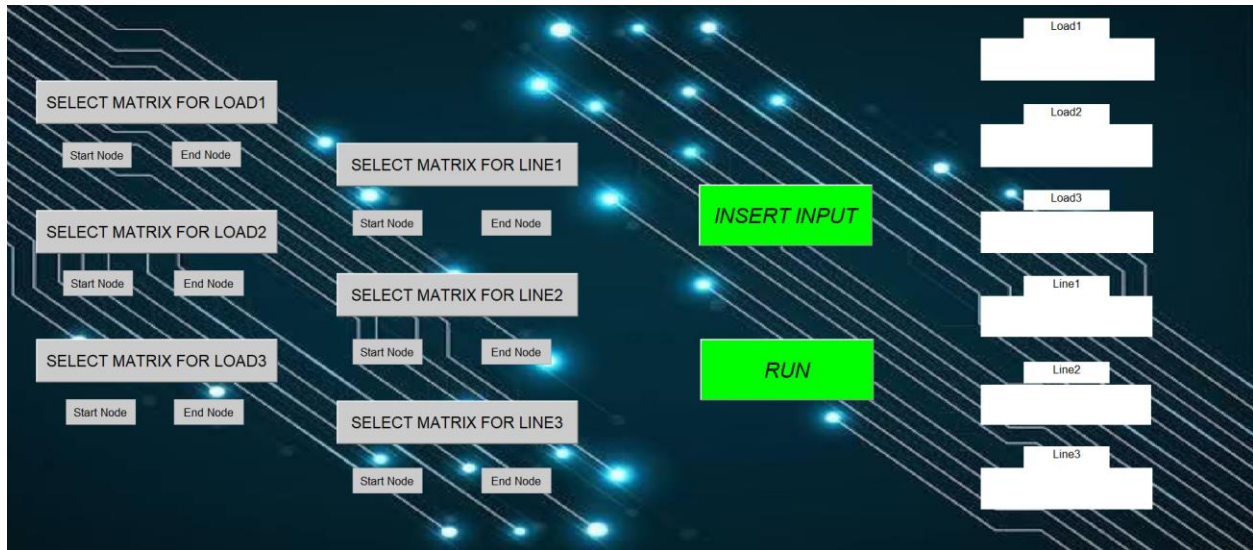 SELECT MATRIX FOR LOAD1
Start Node
End Node
SELECT MATRIX FOR LOAD2
Start Node
End Node
SELECT MATRIX FOR LOAD3
Start Node
End Node
SELECT MATRIX FOR LINE1
Start Node
End Node
SELECT MATRIX FOR LINE2
Start Node
End Node
SELECT MATRIX FOR LINE3
Start Node
End Node
INSERT INPUT
RUN
Load1
Load2
Load3
Line1
Line2
Line3